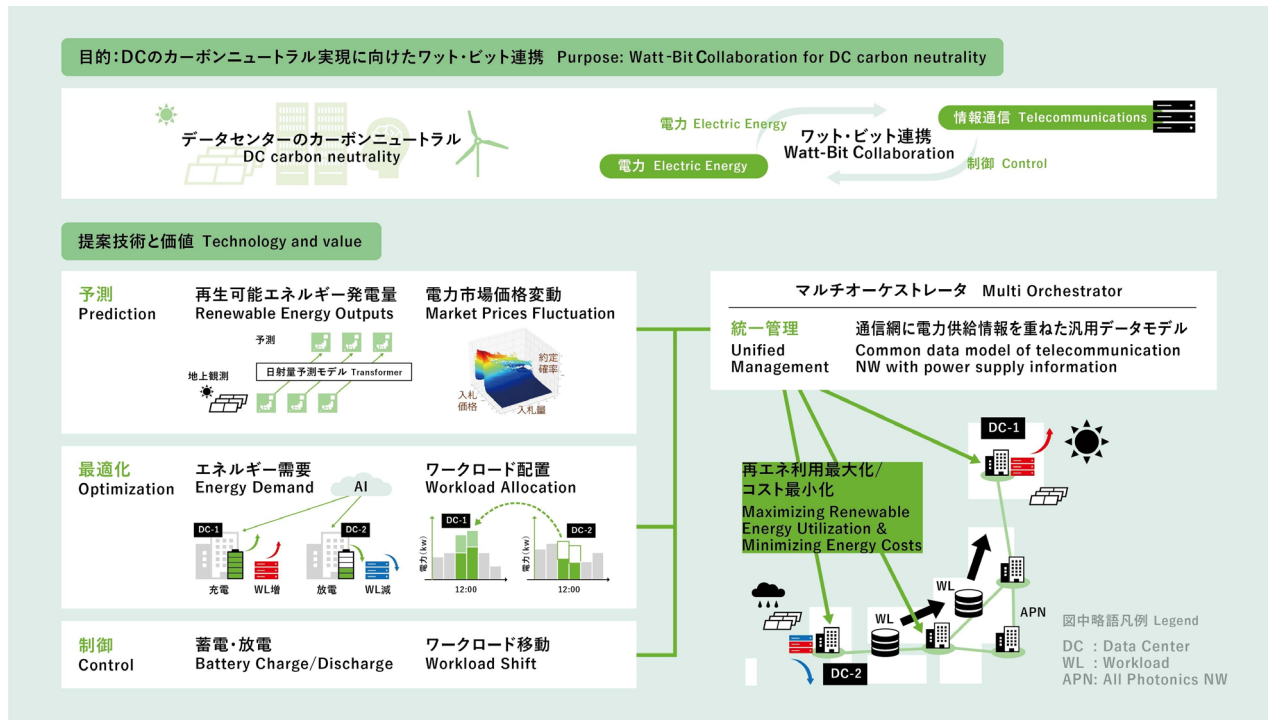 目的:DCのカーボンニュートラル実現に向けたワット・ビット連携 Purpose: Watt-Bit Collaboration for DC carbon neutrality
データセンターのカーボンニュートラル
DC carbon neutrality
電力 Electric Energy
情報通信 Telecommunications
ワット・ビット連携
Watt-Bit Collaboration
電力 Electric Energy
制御 Control
提案技術と価値 Technology and value
予測
Prediction
再生可能エネルギー発電量
Renewable Energy Outputs
予測
日射量予測モデル Transformer
地上観測
電力市場価格変動
Market Prices Fluctuation
約定
確率
入札
価格
入札量
最適化
Optimization
エネルギー需要
Energy Demand
AI
DC-1
DC-2
充電
WL増
放電
WL減
ワークロード配置
Workload Allocation
電力(kw)
DC-1
12:00
電力(kw)
DC-2
12:00
制御
Control
蓄電・放電
Battery Charge/Discharge
ワークロード移動
Workload Shift
マルチオーケストレータ Multi Orchestrator
統一管理
Unified
Management
通信網に電力供給情報を重ねた汎用データモデル
Common data model of telecommunication
NW with power supply information
DC-1
再エネ利用最大化/
コスト最小化
Maximizing Renewable
Energy Utilization &
Minimizing Energy Costs
WL
WL
APN
DC-2
図中略語凡例 Legend
DC : Data Center
WL : Workload
APN: All Photonics NW